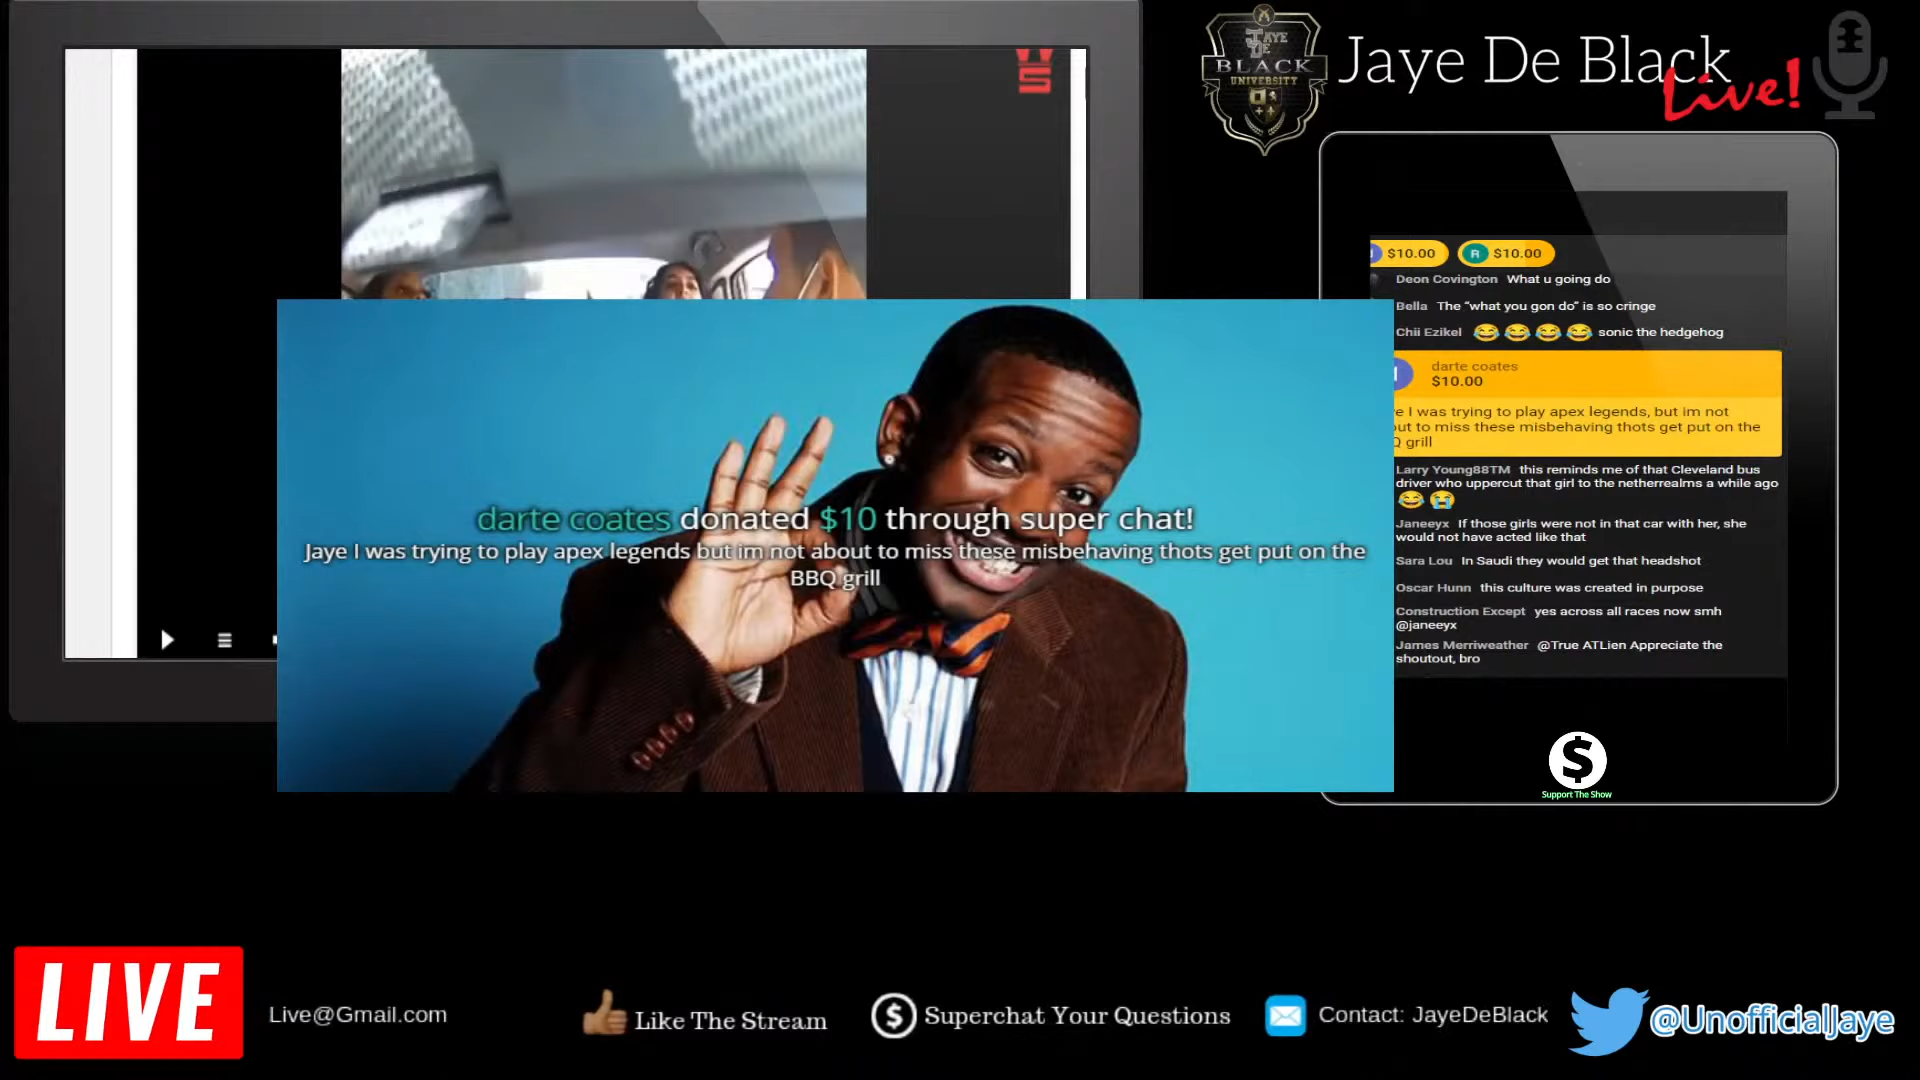 JAYE
DE
BLACK
UNIVERSITY
Jaye De Black
Live!
$10.00
R $10.00
Deon Covington What u going do
Bella The “what you gon do” is so cringe
Chii Ezikel 😂 😂 😂 😂 sonic the hedgehog
darte coates
$10.00
e I was trying to play apex legends, but im not
out to miss these misbehaving thots get put on the
Q grill
Larry Young88TM this reminds me of that Cleveland bus
driver who uppercut that girl to the netherrealms a while ago
😂 😭
Janeeyx If those girls were not in that car with her, she
would not have acted like that
Sara Lou In Saudi they would get that headshot
Oscar Hunn this culture was created in purpose
Construction Except yes across all races now smh
@janeeyx
James Merriweather @True ATLien Appreciate the
shoutout, bro
$
Support The Show
darte coates donated $10 through super chat!
Jaye I was trying to play apex legends but im not about to miss these misbehaving thots get put on the
BBQ grill
LIVE
Live@Gmail.com
Like The Stream
$ Superchat Your Questions
Contact: JayeDeBlack
@UnofficialJaye